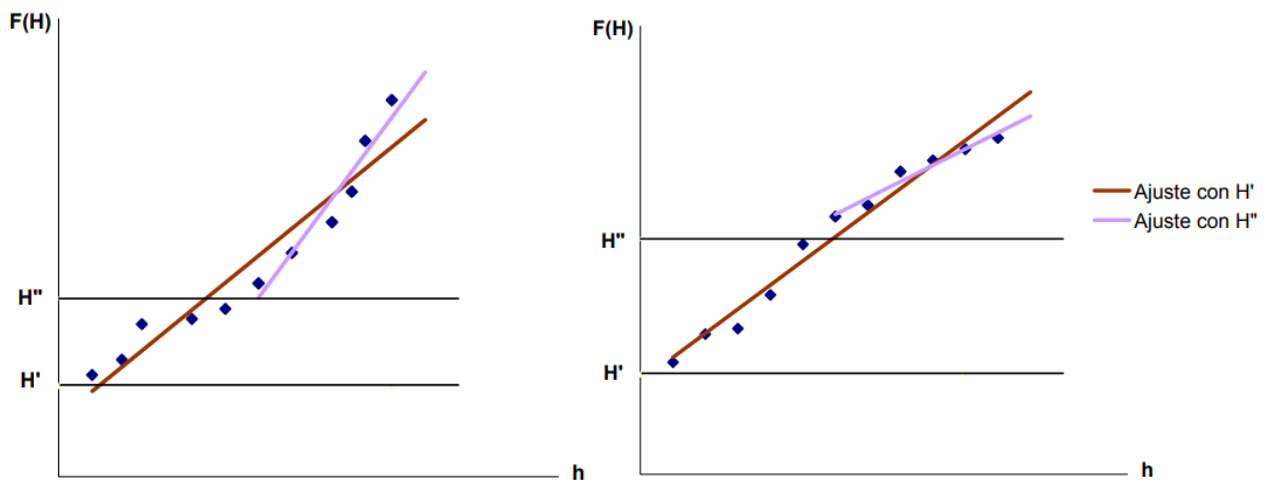 F(H)
H"
H'
h
F(H)
H"
H'
h
Ajuste con H'
Ajuste con H"